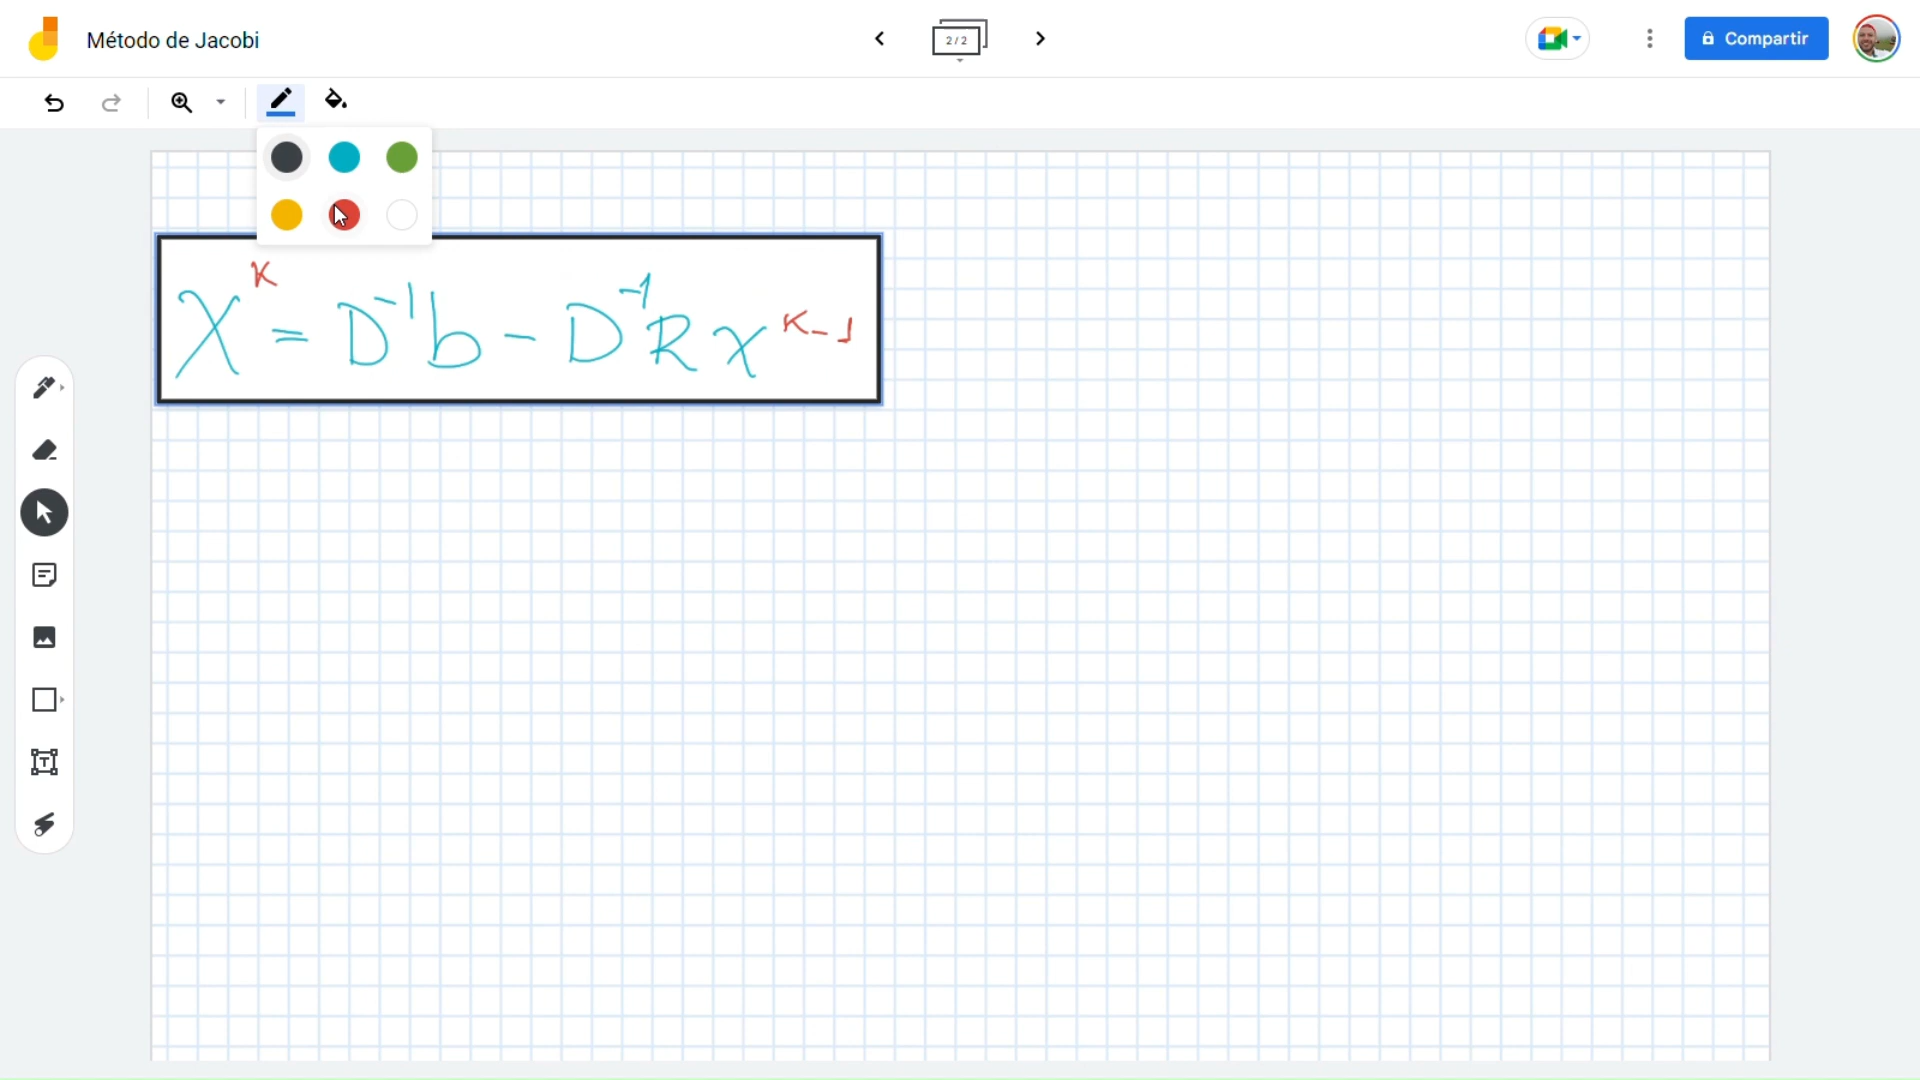 Método de Jacobi
2 / 2
Compartir
X^K = D^-1 b - D^-1 R x^K-1